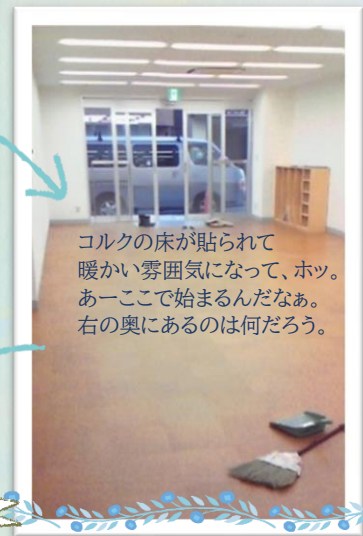 コルクの床が貼られて
暖かい雰囲気になって、ホッ。
あーここで始まるんだなぁ。
右の奥にあるのは何だろう。